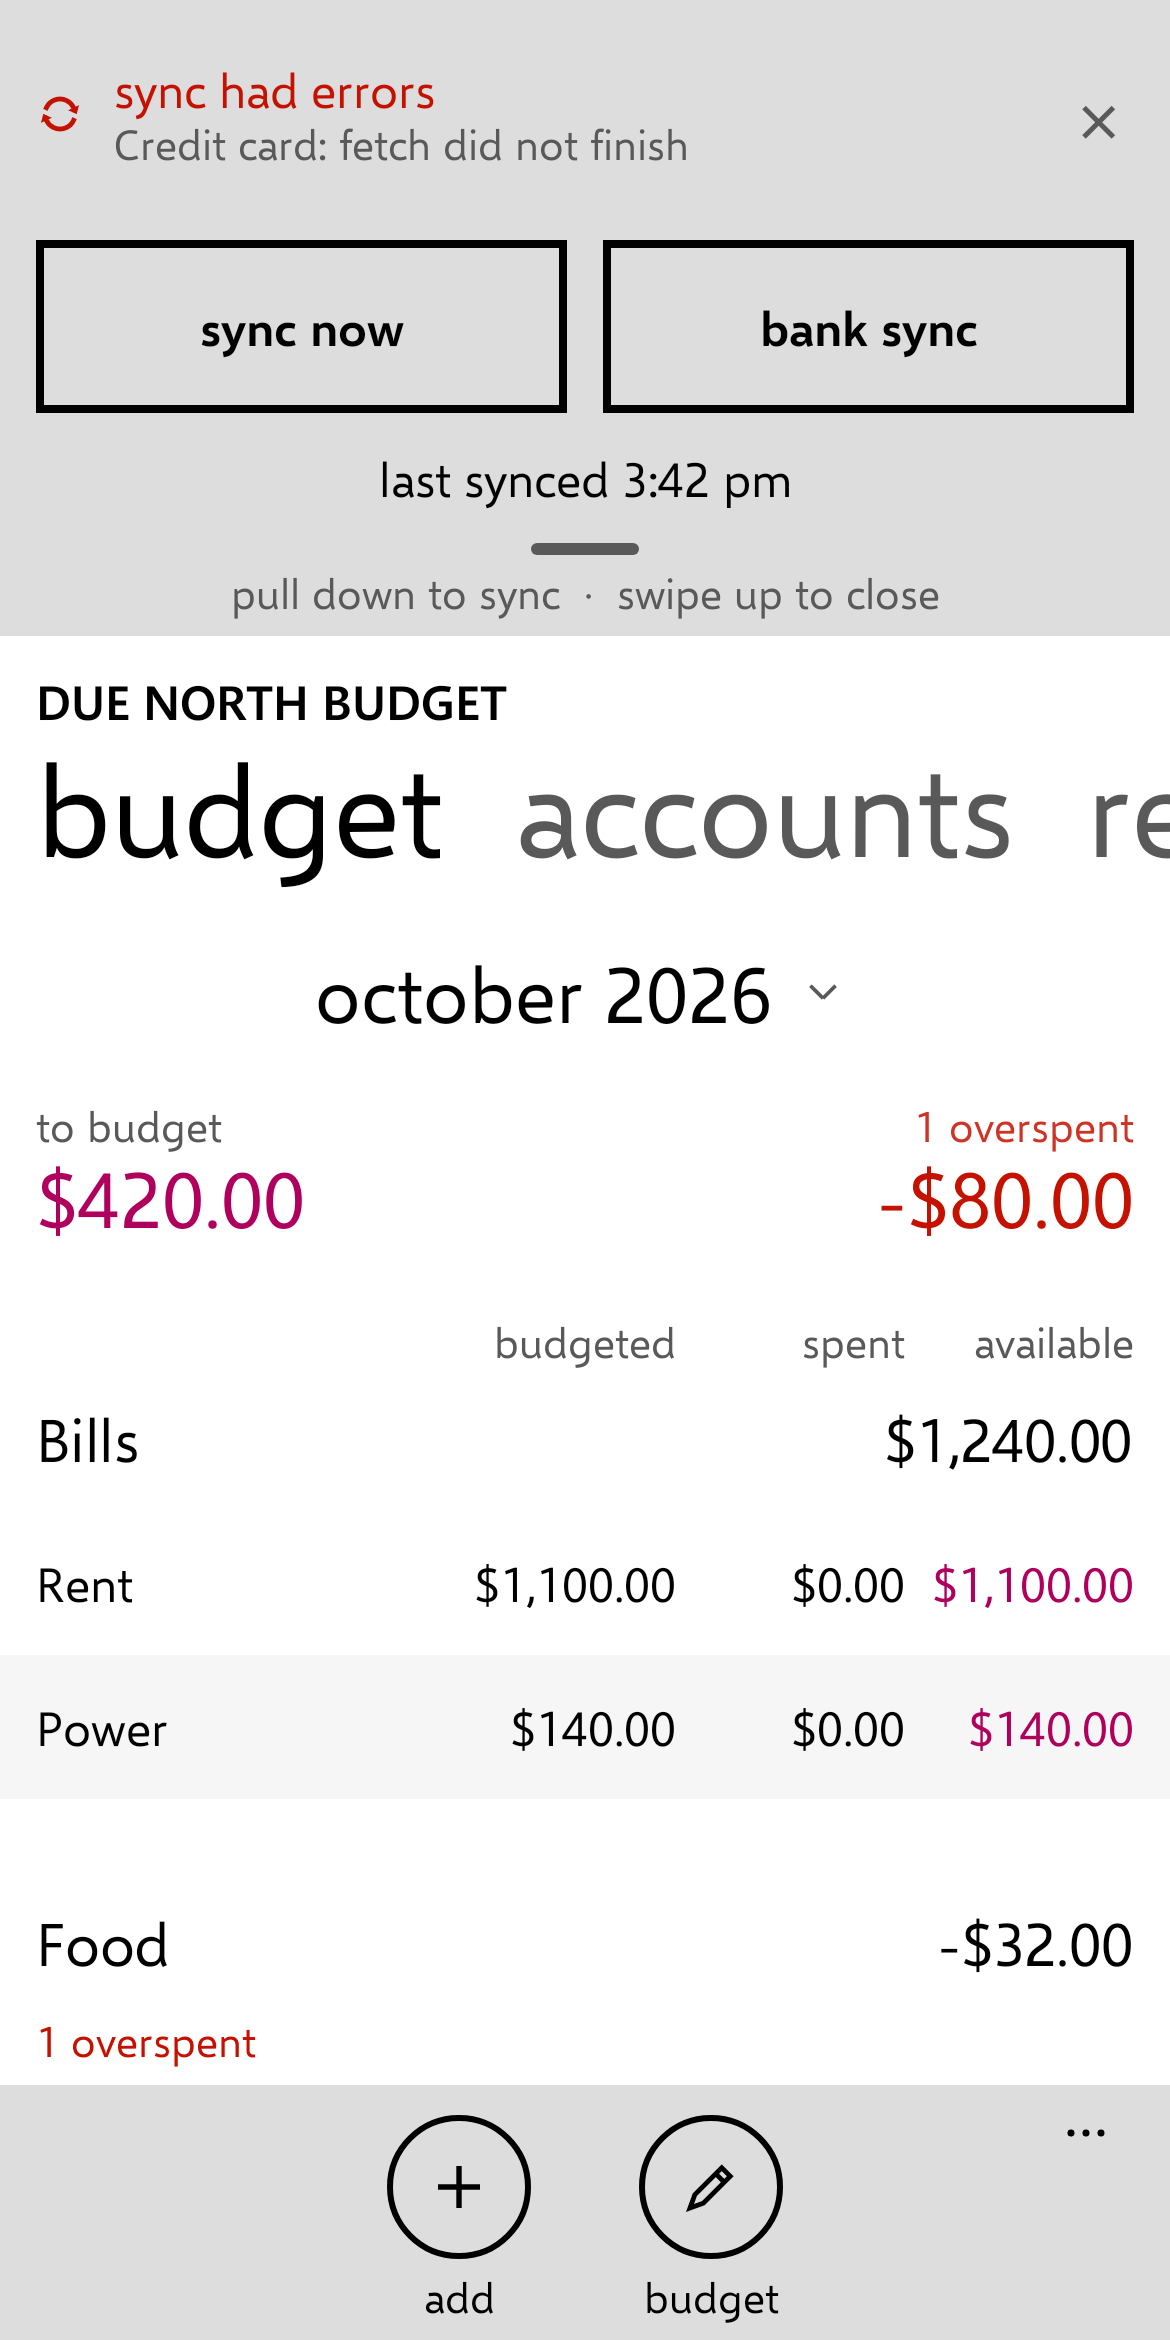 sync had errors
Credit card: fetch did not finish
sync now
bank sync
last synced 3:42 pm
pull down to sync · swipe up to close
DUE NORTH BUDGET
budget accounts re
october 2026
to budget
1 overspent
$420.00
-$80.00
budgeted spent available
Bills $1,240.00
Rent $1,100.00 $0.00 $1,100.00
Power $140.00 $0.00 $140.00
Food -$32.00
1 overspent
add
budget